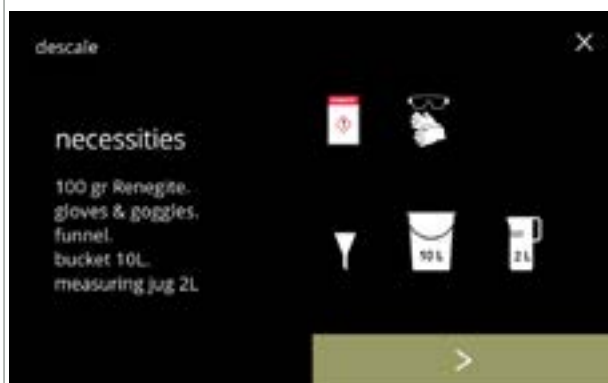 descale
necessities
100 gr Renegite.
gloves & goggles.
funnel.
bucket 10L.
measuring jug 2L
10 L
2 L